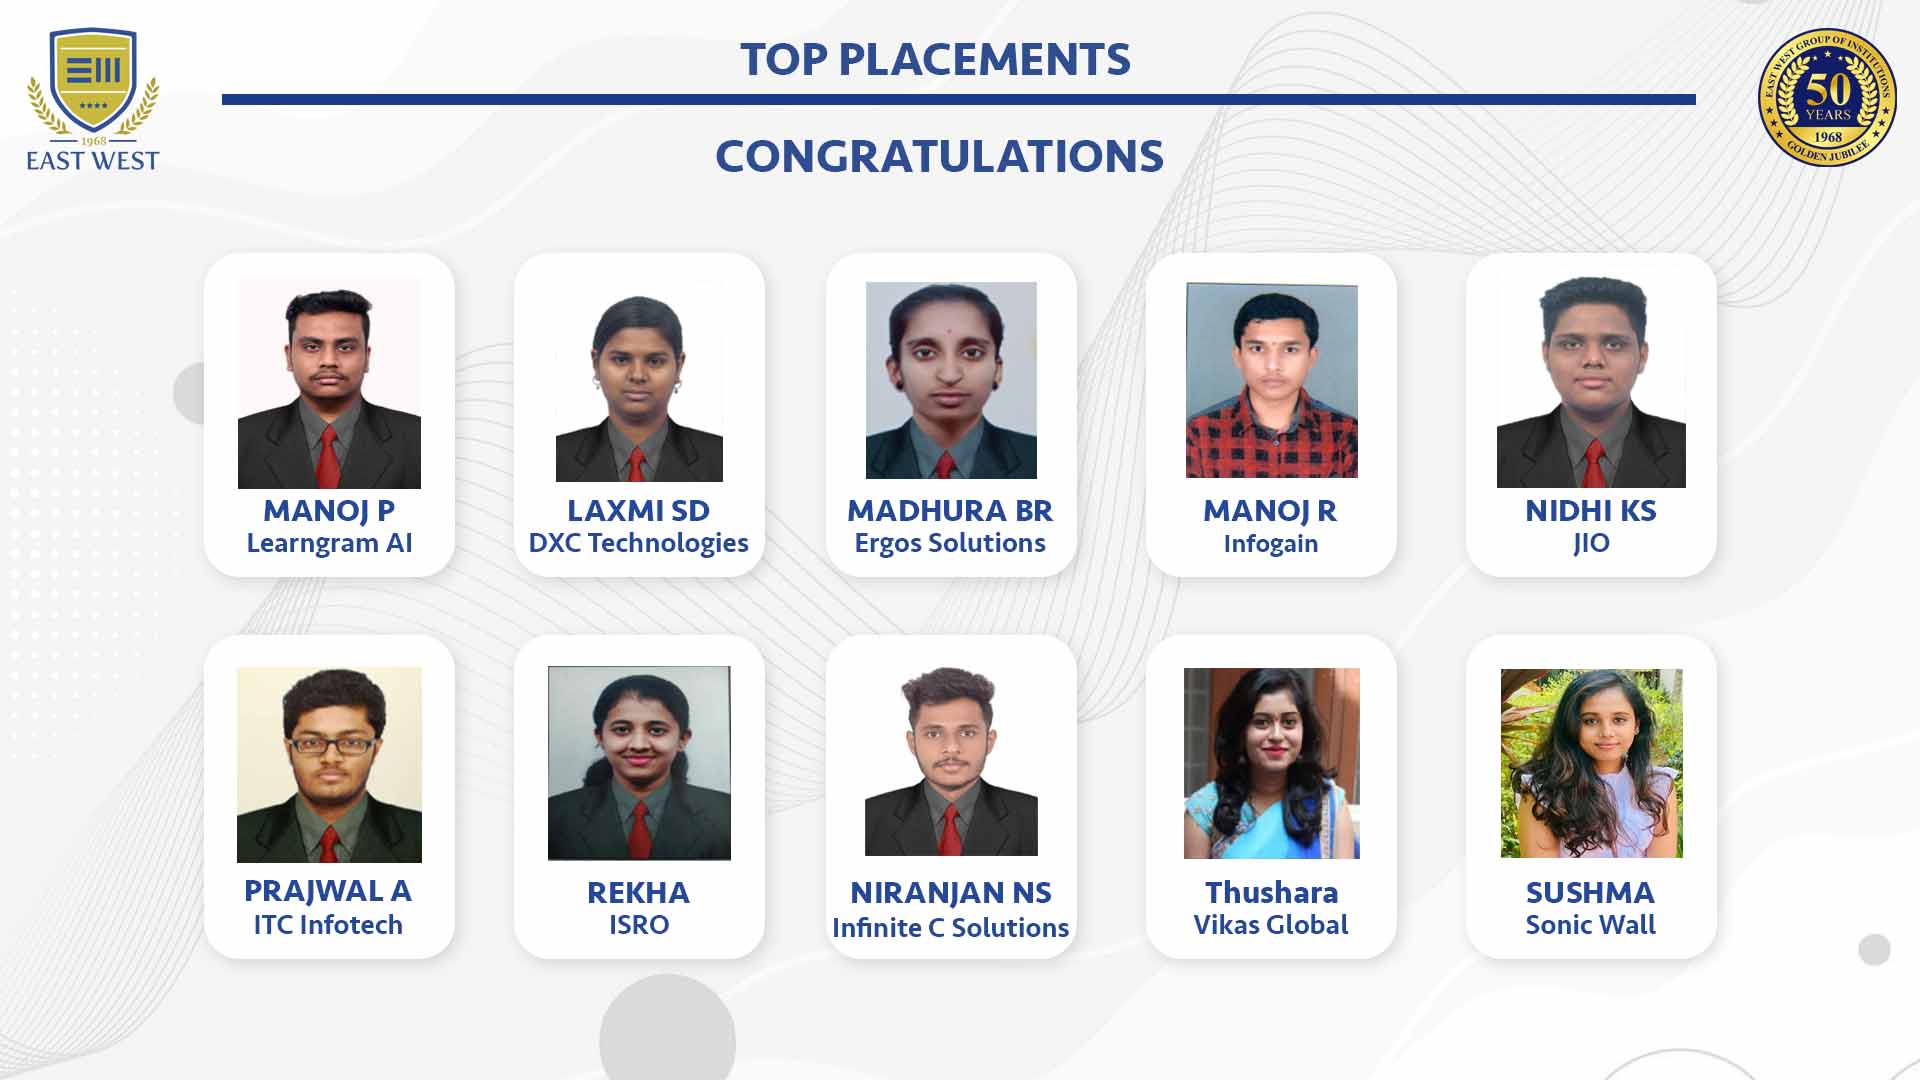 1968
EAST WEST
TOP PLACEMENTS
EAST WEST GROUP OF INSTITUTIONS
50
YEARS
1968
GOLDEN JUBILEE
CONGRATULATIONS
MANOJ P
Learngram AI
LAXMI SD
DXC Technologies
MADHURA BR
Ergos Solutions
MANOJ R
Infogain
NIDHI KS
JIO
PRAJWAL A
ITC Infotech
REKHA
ISRO
NIRANJAN NS
Infinite C Solutions
Thushara
Vikas Global
SUSHMA
Sonic Wall